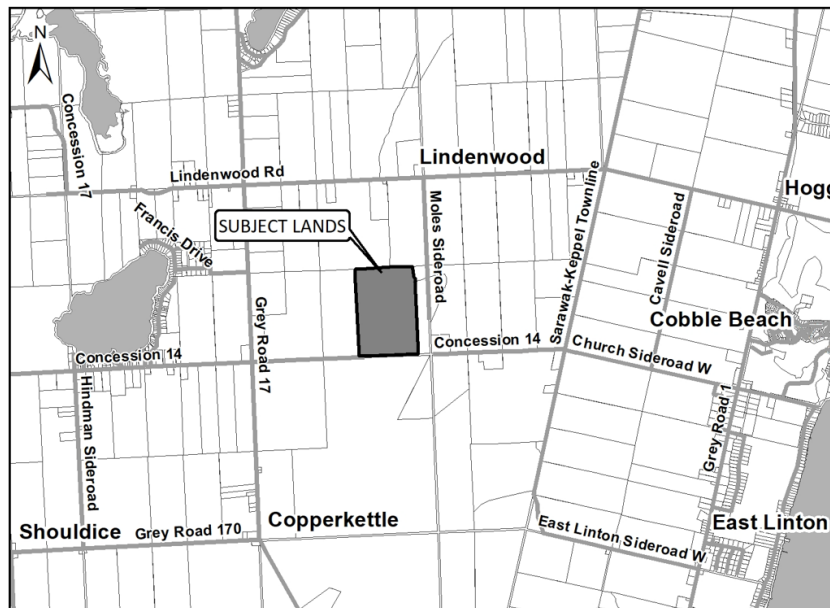 N
Concession 17
Lindenwood Rd
Lindenwood
Francis Drive
SUBJECT LANDS
Moles Sideroad
Sarawak-Keppel Townline
Cavell Sideroad
Hogg
Cobble Beach
Grey Road 17
Concession 14
Concession 14
Church Sideroad W
Hindman Sideroad
Grey Road 1
Shouldice
Grey Road 170
Copperkettle
East Linton Sideroad W
East Linton